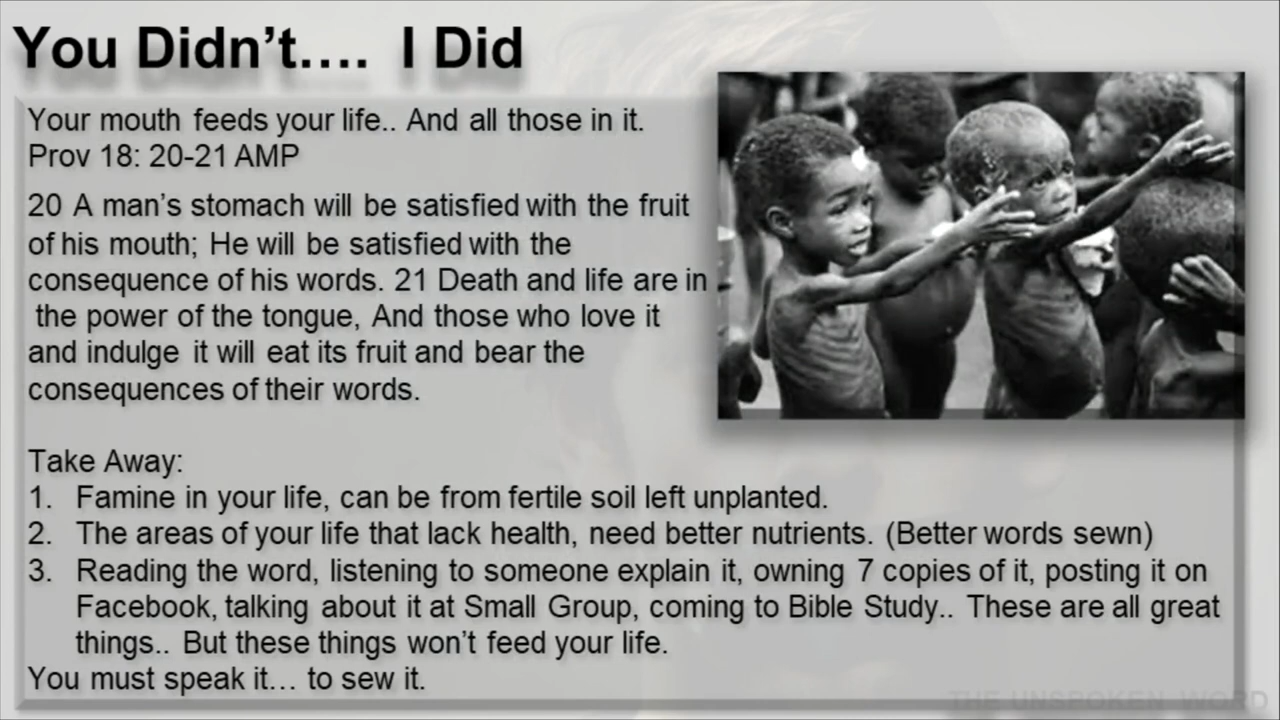 You Didn’t…. I Did
Your mouth feeds your life.. And all those in it.
Prov 18: 20-21 AMP
20 A man’s stomach will be satisfied with the fruit
of his mouth; He will be satisfied with the
consequence of his words. 21 Death and life are in
the power of the tongue, And those who love it
and indulge it will eat its fruit and bear the
consequences of their words.
Take Away:
1. Famine in your life, can be from fertile soil left unplanted.
2. The areas of your life that lack health, need better nutrients. (Better words sewn)
3. Reading the word, listening to someone explain it, owning 7 copies of it, posting it on
Facebook, talking about it at Small Group, coming to Bible Study.. These are all great
things.. But these things won’t feed your life.
You must speak it… to sew it.
THE UNSPOKEN WORD